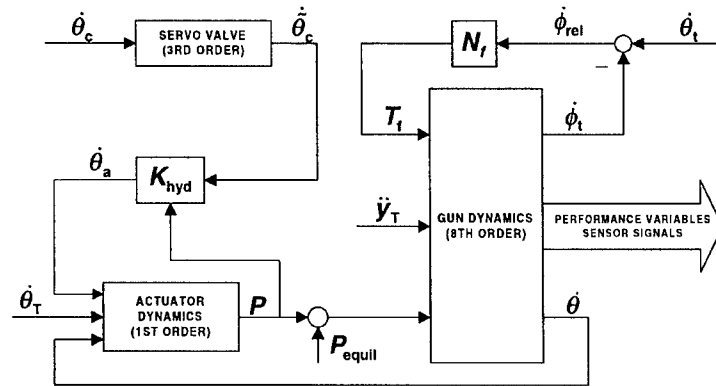 θ̇c
SERVO VALVE
(3RD ORDER)
θ̃̇c
Nf
ϕ̇rel
θ̇t
–
Tf
ϕ̇t
θ̇a
Khyd
ÿT
GUN DYNAMICS
(8TH ORDER)
PERFORMANCE VARIABLES
SENSOR SIGNALS
θ̇T
ACTUATOR
DYNAMICS
(1ST ORDER)
P
Pequil
θ̇